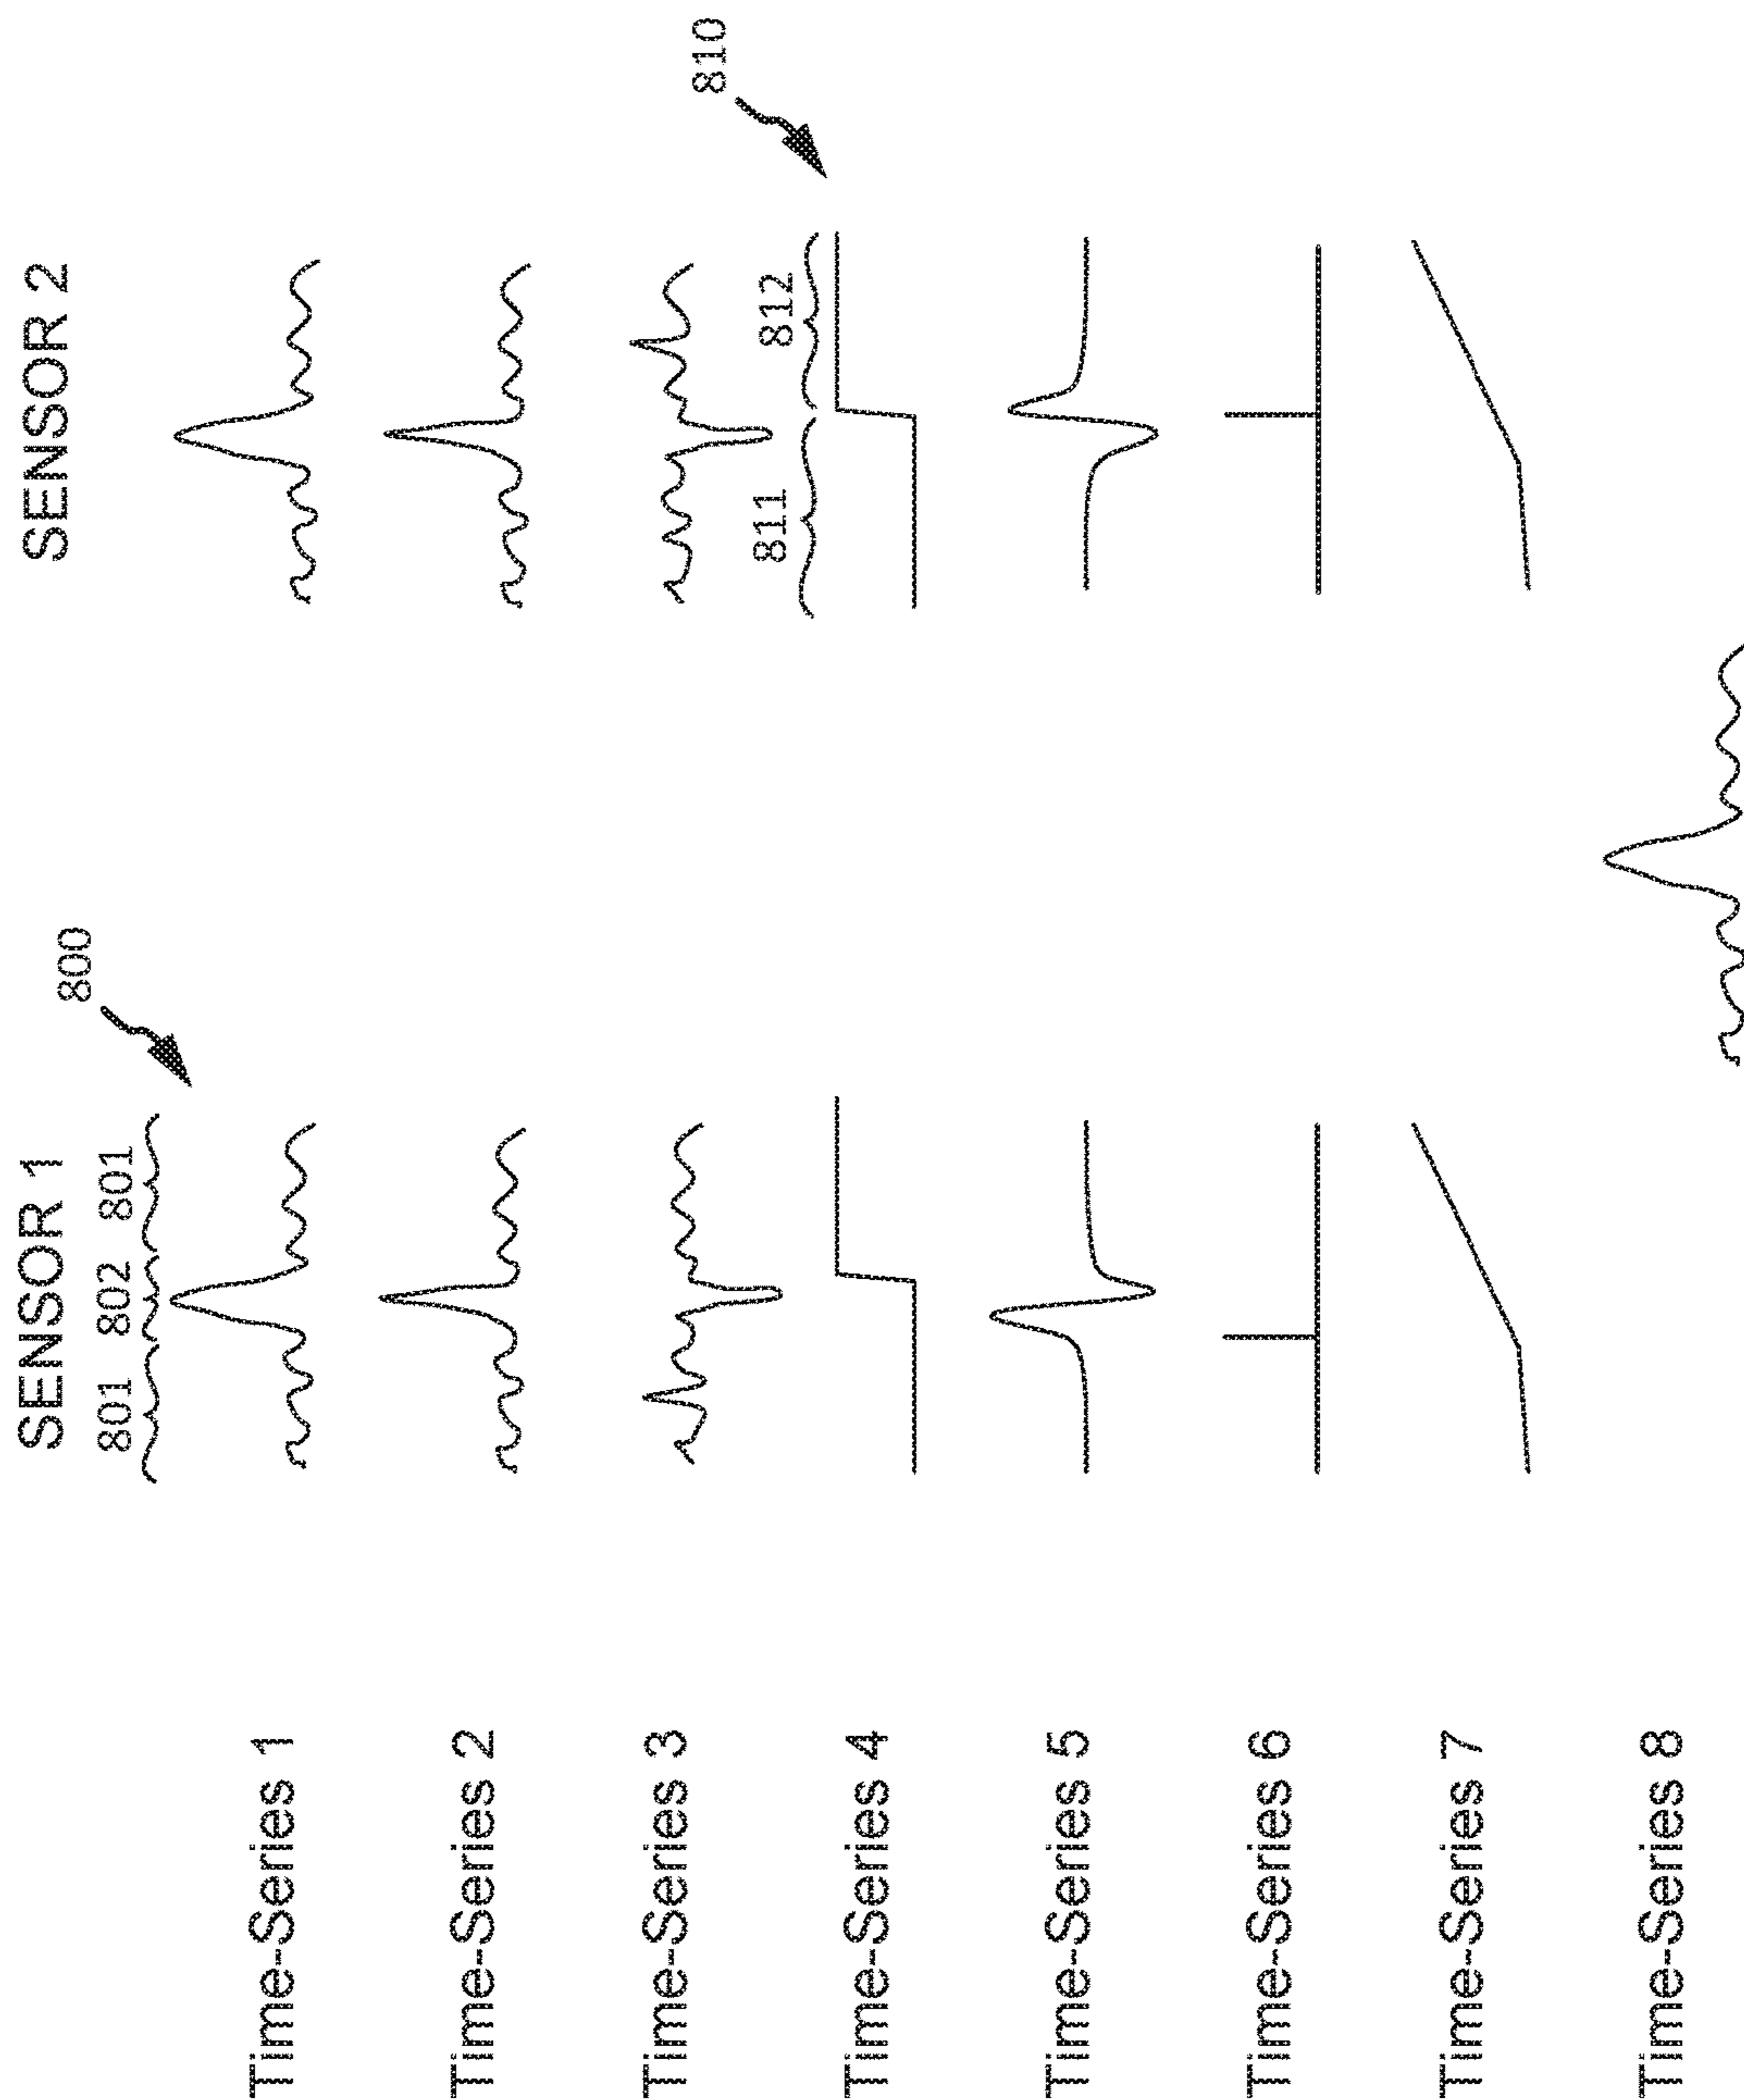 SENSOR 1
SENSOR 2
800
801 802 801
Time-Series 1
Time-Series 2
Time-Series 3
810
811 812
Time-Series 4
Time-Series 5
Time-Series 6
Time-Series 7
Time-Series 8